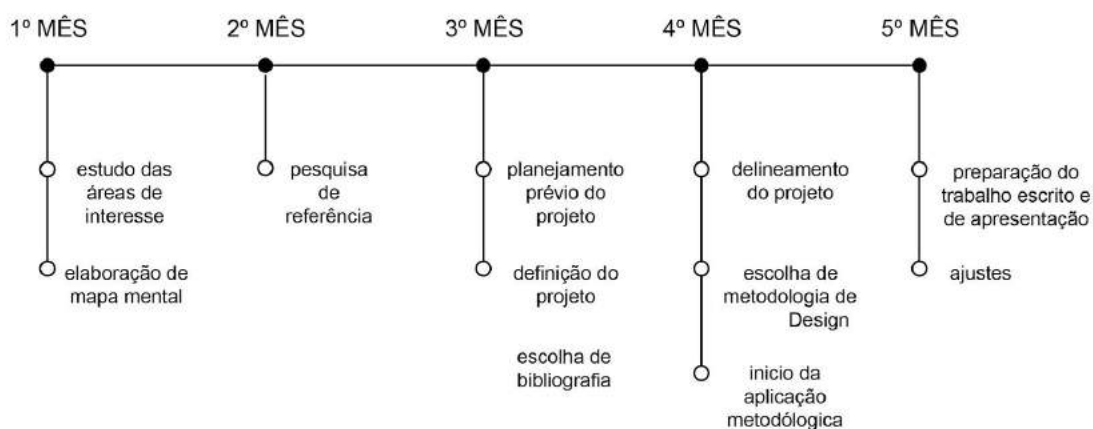 1º MÊS
2º MÊS
3º MÊS
4º MÊS
5º MÊS
estudo das
áreas de
interesse
elaboração de
mapa mental
pesquisa
de
referência
planejamento
prévio do
projeto
definição do
projeto
escolha de
bibliografia
delineamento
do projeto
escolha de
metodologia de
Design
inicio da
aplicação
metodólogica
preparação do
trabalho escrito e
de apresentação
ajustes